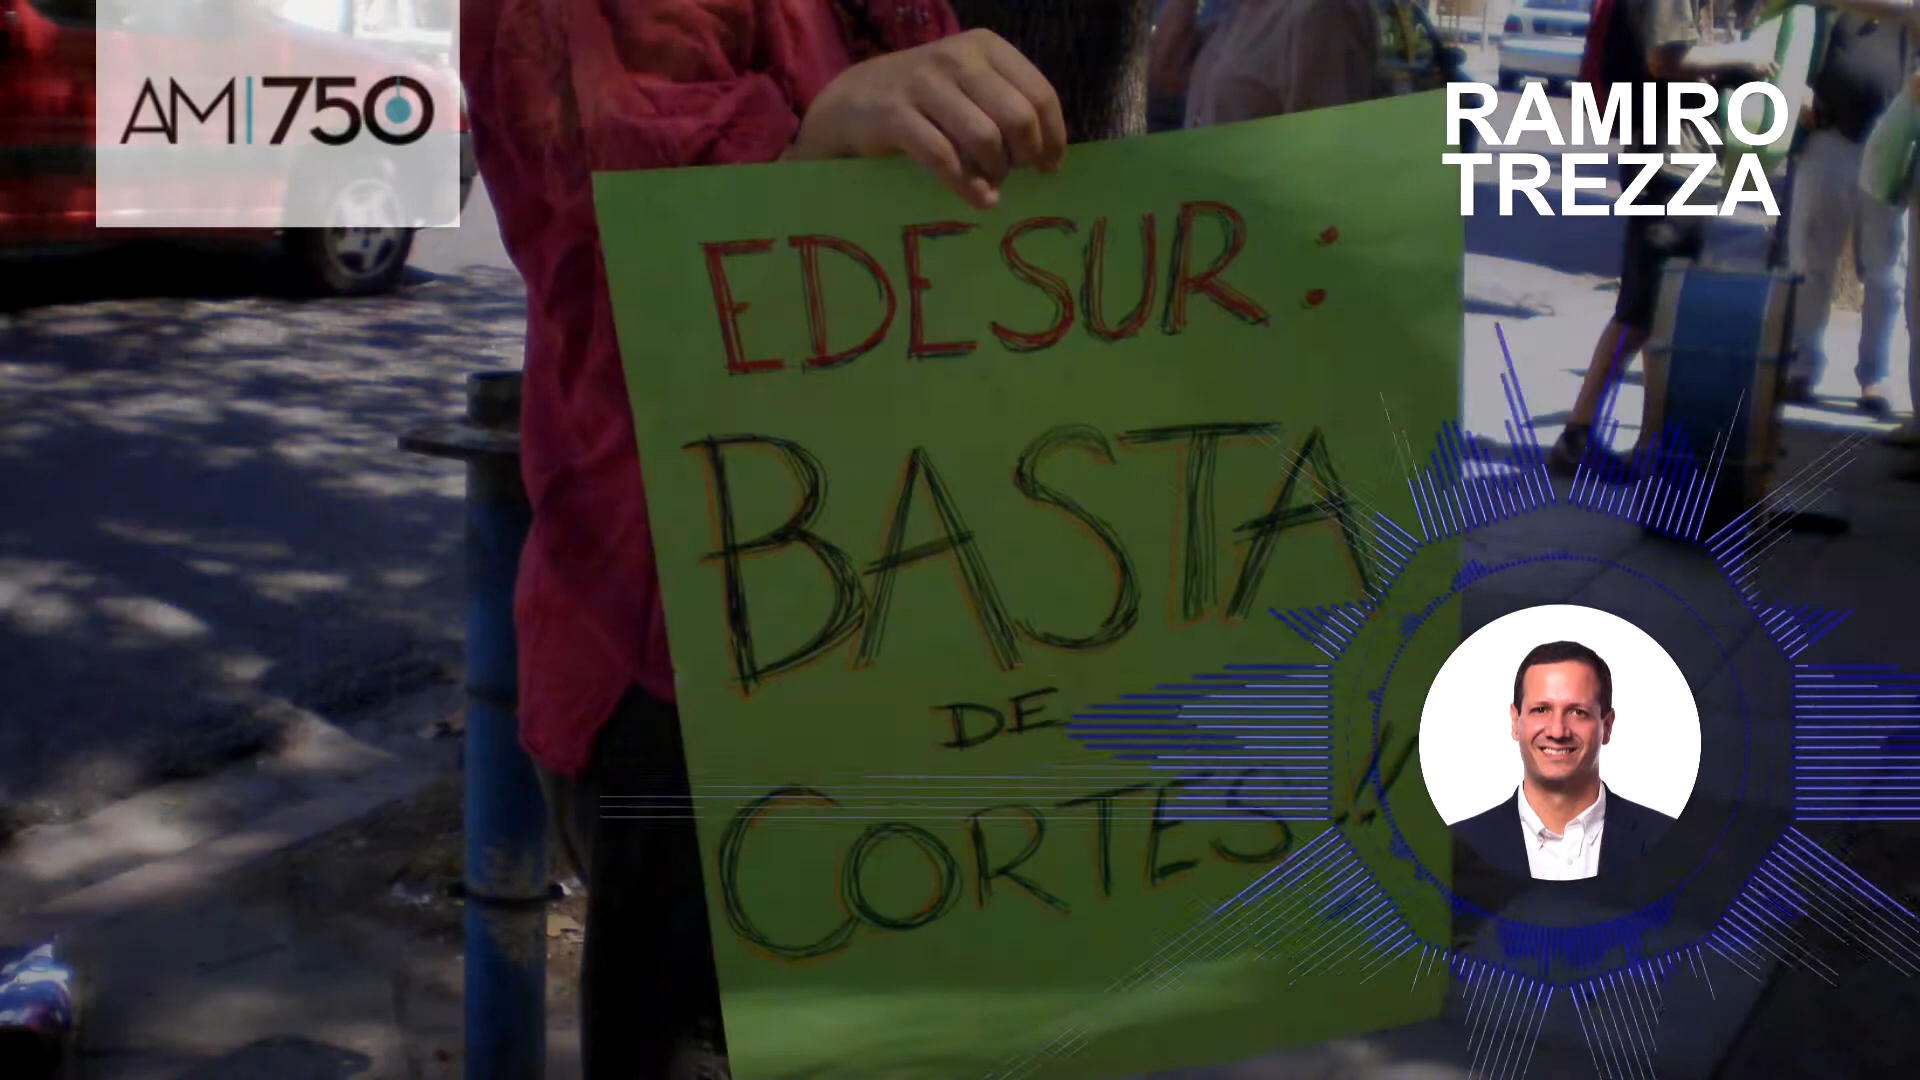 AM|750
RAMIRO
TREZZA
EDESUR:
BASTA
DE
CORTES!!